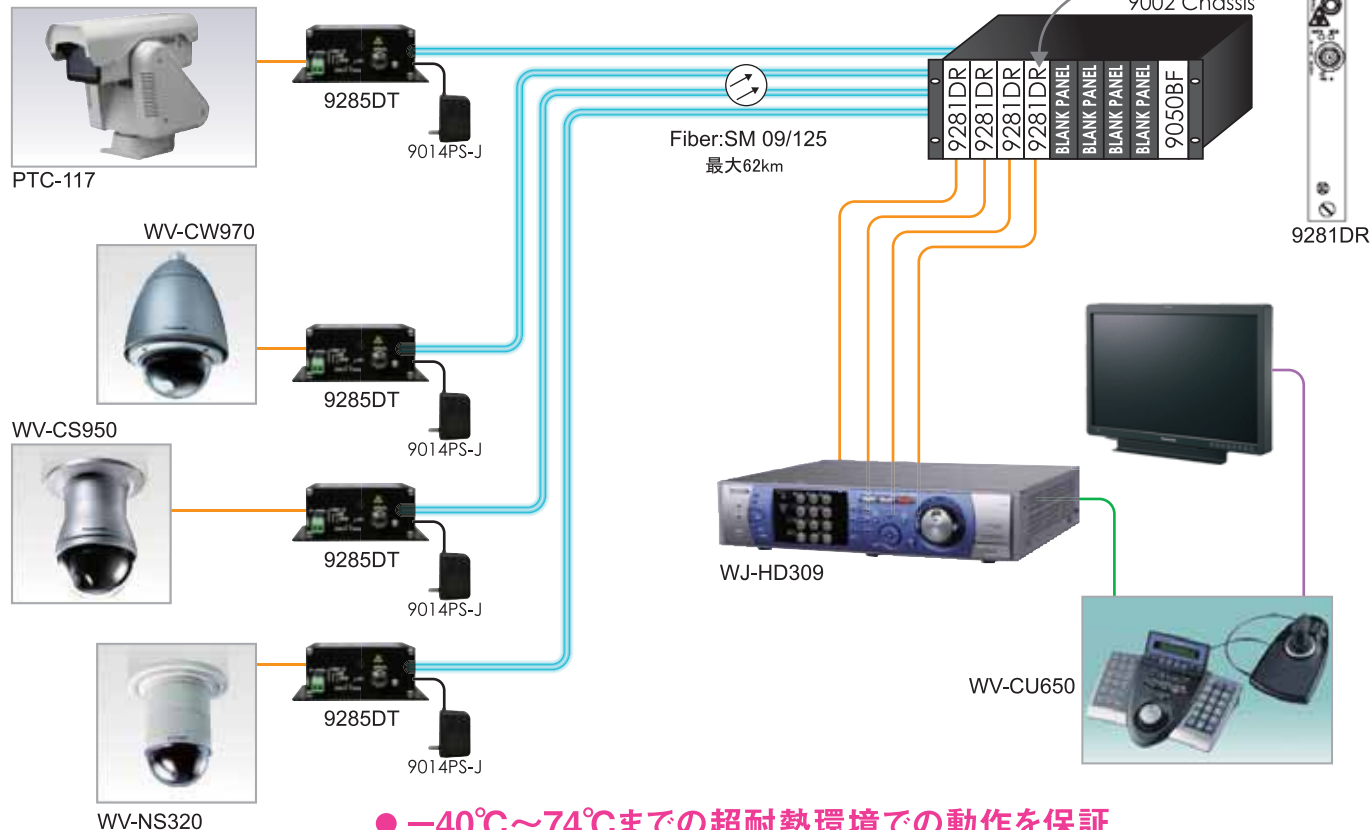 9002 Chassis
9285DT
9014PS-J
PTC-117
Fiber:SM 09/125
最大62km
9281DR
9281DR
9281DR
9281DR
BLANK PANEL
BLANK PANEL
BLANK PANEL
BLANK PANEL
9050BF
9281DR
WV-CW970
9285DT
9014PS-J
WV-CS950
9285DT
9014PS-J
WJ-HD309
WV-CU650
9285DT
9014PS-J
WV-NS320
●−40℃～74℃までの超耐熱環境での動作を保証